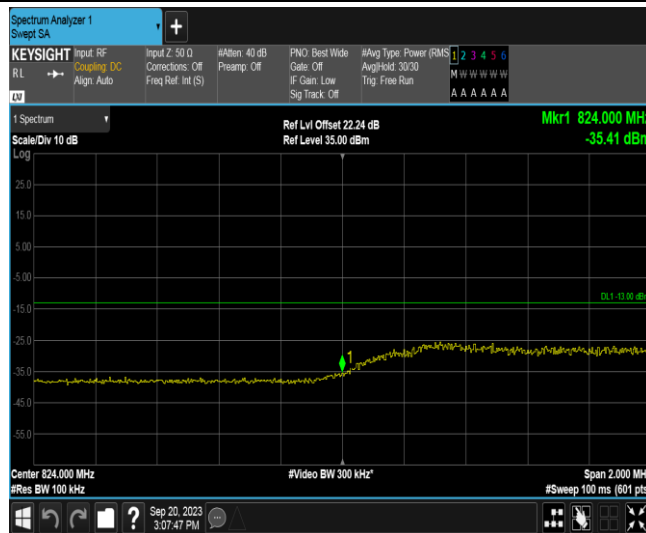 Spectrum Analyzer 1
Swept SA
+
KEYSIGHT
RL
LXI
Input: RF
Coupling: DC
Align: Auto
Input Z: 50 Ω
Corrections: Off
Freq Ref: Int (S)
#Atten: 40 dB
Preamp: Off
PNO: Best Wide
Gate: Off
IF Gain: Low
Sig Track: Off
#Avg Type: Power (RMS
Avg|Hold: 30/30
Trig: Free Run
1 2 3 4 5 6
M W W W W W
A A A A A A
1 Spectrum
Scale/Div 10 dB
Log
Ref Lvl Offset 22.24 dB
Ref Level 35.00 dBm
Mkr1 824.000 MHz
-35.41 dBm
25.0
15.0
5.00
-5.00
-15.0
-25.0
-35.0
-45.0
-55.0
DL1 -13.00 dBm
1
Center 824.000 MHz
#Res BW 100 kHz
#Video BW 300 kHz*
Span 2.000 MHz
#Sweep 100 ms (601 pts)
?
Sep 20, 2023
3:07:47 PM